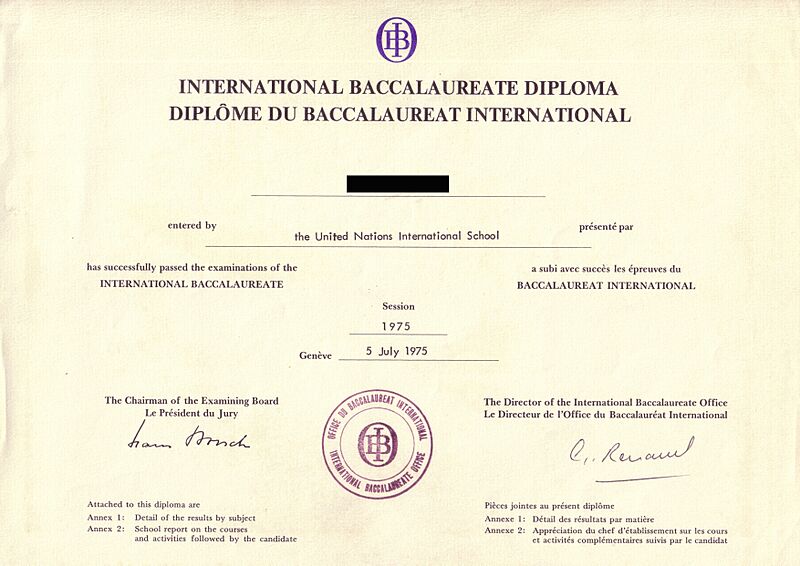 IB
INTERNATIONAL BACCALAUREATE DIPLOMA
DIPLÔME DU BACCALAUREAT INTERNATIONAL
entered by
présenté par
the United Nations International School
has successfully passed the examinations of the
INTERNATIONAL BACCALAUREATE
a subi avec succès les épreuves du
BACCALAUREAT INTERNATIONAL
Session
1975
Genève 5 July 1975
The Chairman of the Examining Board
Le Président du Jury
The Director of the International Baccalaureate Office
Le Directeur de l'Office du Baccalauréat International
OFFICE DU BACCALAUREAT INTERNATIONAL
IB
INTERNATIONAL BACCALAUREATE OFFICE
G. Renaud
Attached to this diploma are
Annex 1: Detail of the results by subject
Annex 2: School report on the courses
and activities followed by the candidate
Pièces jointes au présent diplôme
Annexe 1: Détail des résultats par matière
Annexe 2: Appréciation du chef d'établissement sur les cours
et activités complémentaires suivis par le candidat